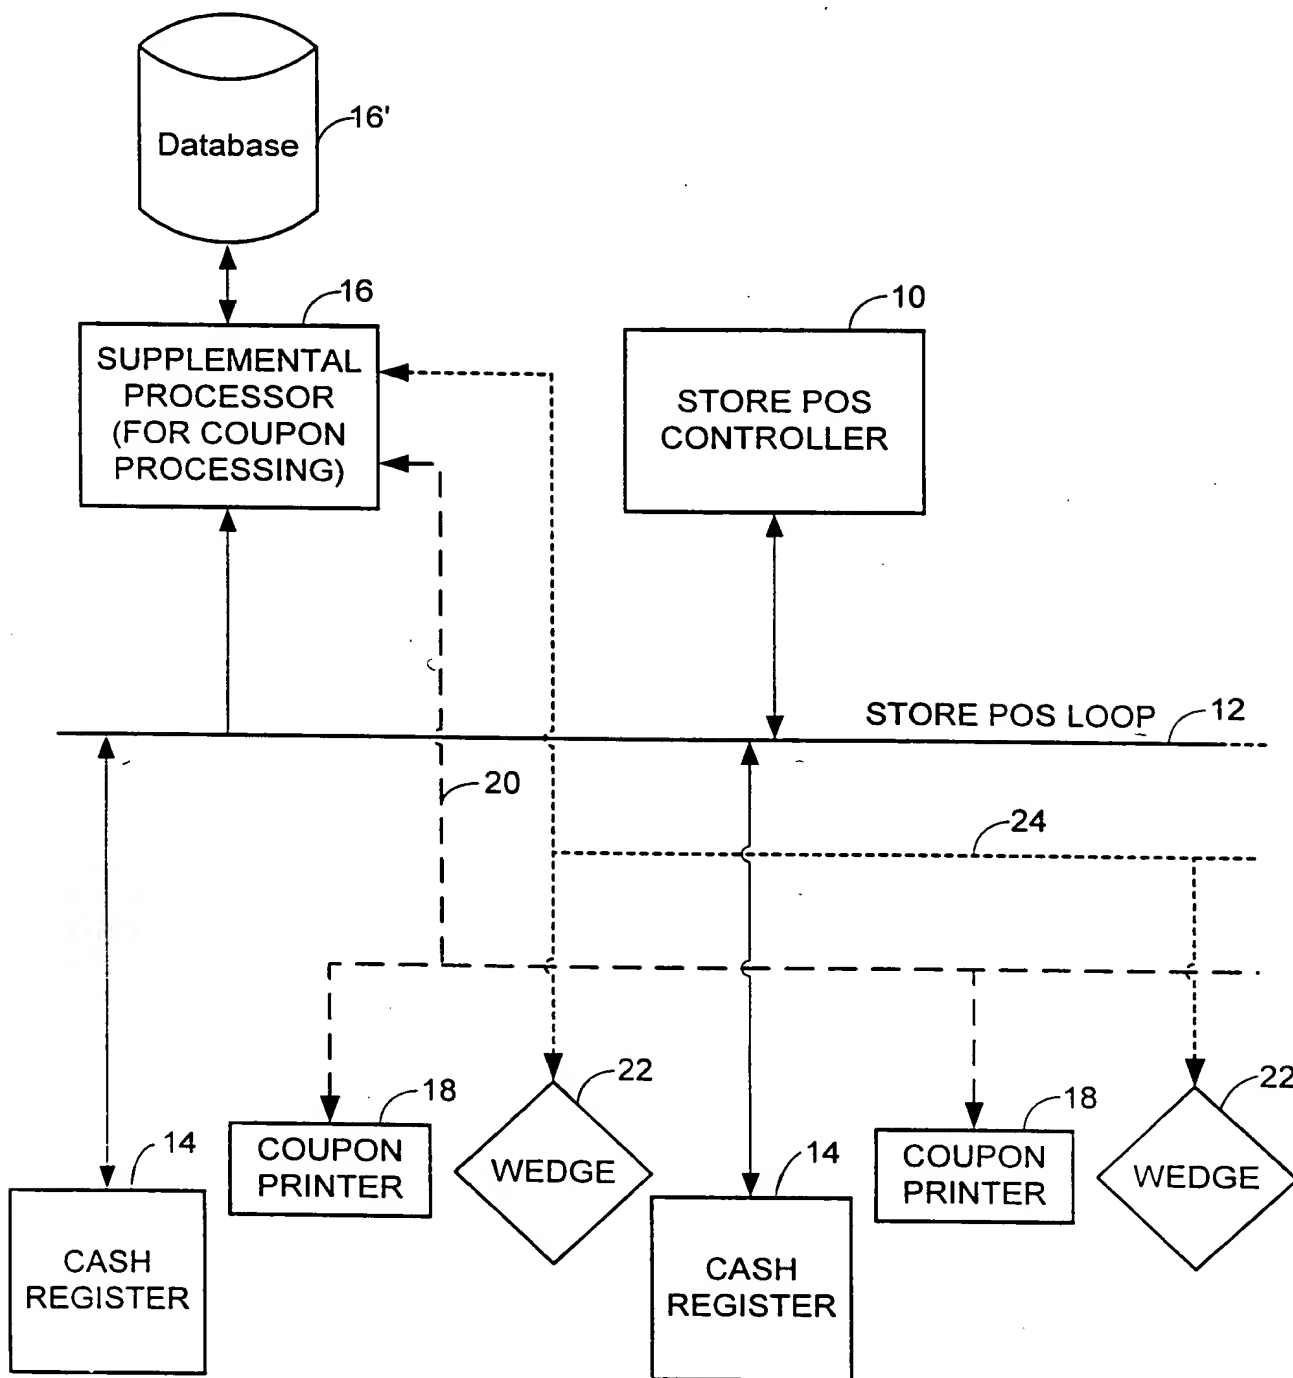 Database
16'
16
SUPPLEMENTAL
PROCESSOR
(FOR COUPON
PROCESSING)
10
STORE POS
CONTROLLER
STORE POS LOOP
12
20
24
22
18
COUPON
PRINTER
WEDGE
14
CASH
REGISTER
14
CASH
REGISTER
18
COUPON
PRINTER
22
WEDGE